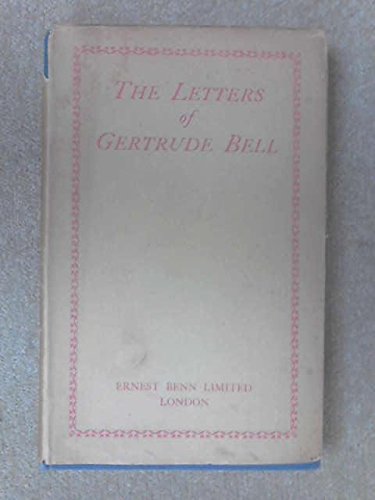 THE LETTERS
of
GERTRUDE BELL
ERNEST BENN LIMITED
LONDON